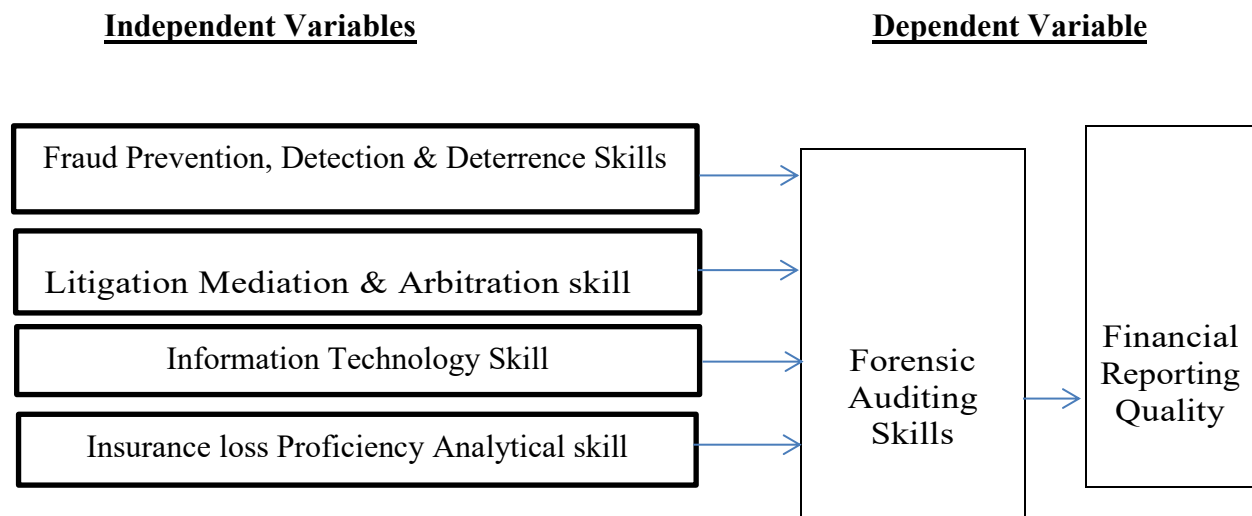 Independent Variables
Dependent Variable
Fraud Prevention, Detection & Deterrence Skills
Litigation Mediation & Arbitration skill
Information Technology Skill
Insurance loss Proficiency Analytical skill
Forensic
Auditing
Skills
Financial
Reporting
Quality